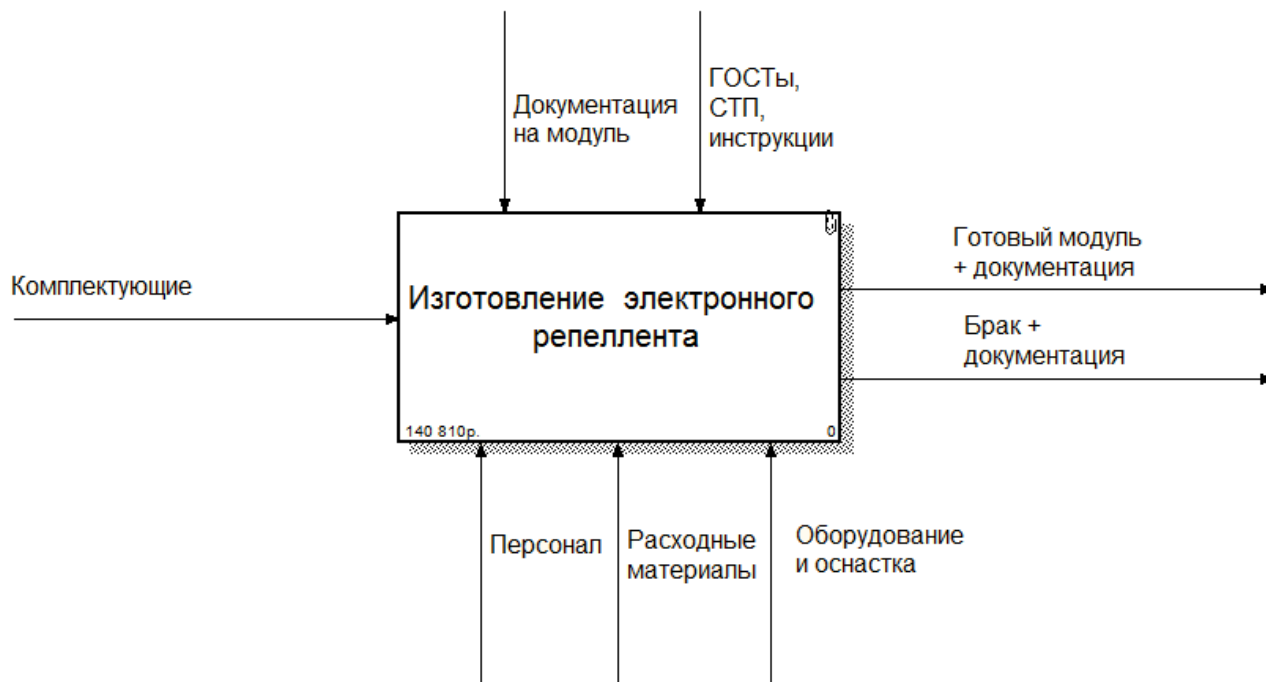 Документация
на модуль
ГОСТы,
СТП,
инструкции
Комплектующие
Изготовление электронного
репеллента
140 810р.
0
Готовый модуль
+ документация
Брак +
документация
Персонал
Расходные
материалы
Оборудование
и оснастка